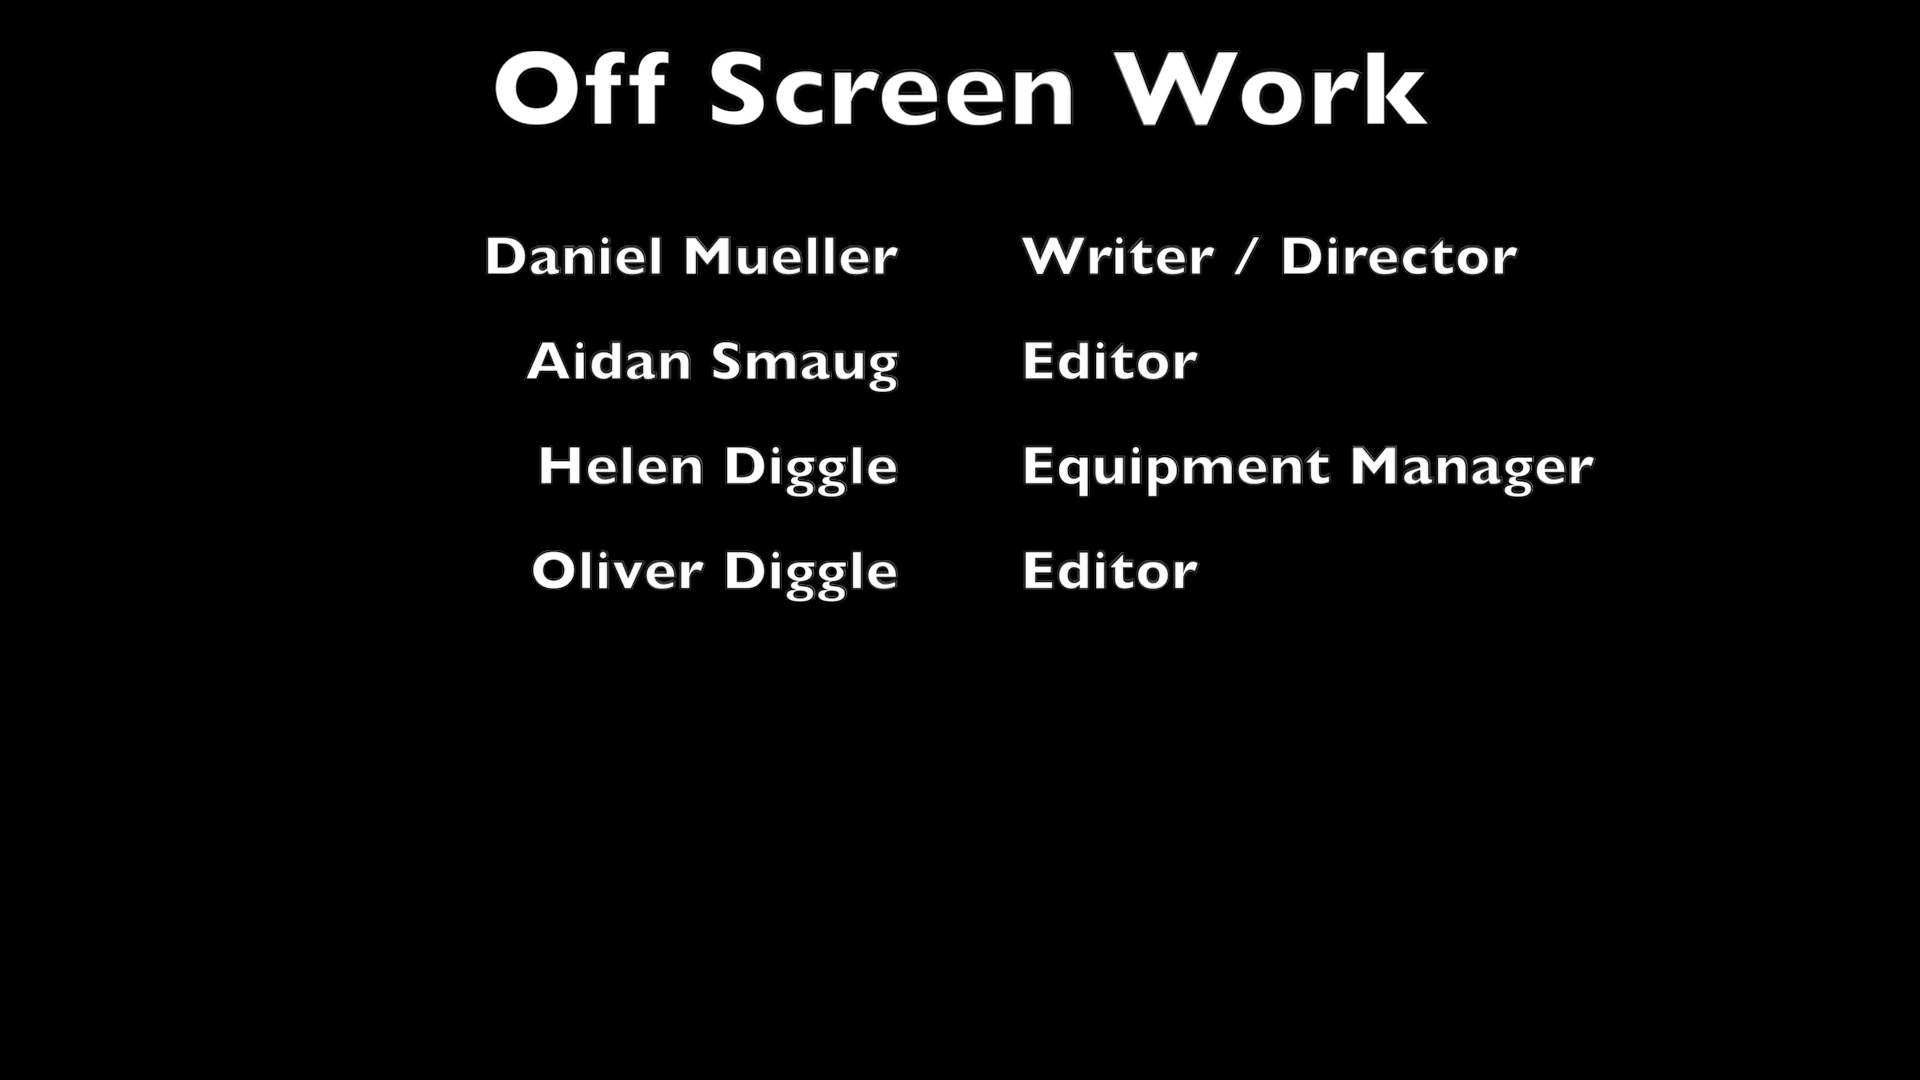 Off Screen Work
Daniel Mueller Writer / Director
Aidan Smaug Editor
Helen Diggle Equipment Manager
Oliver Diggle Editor